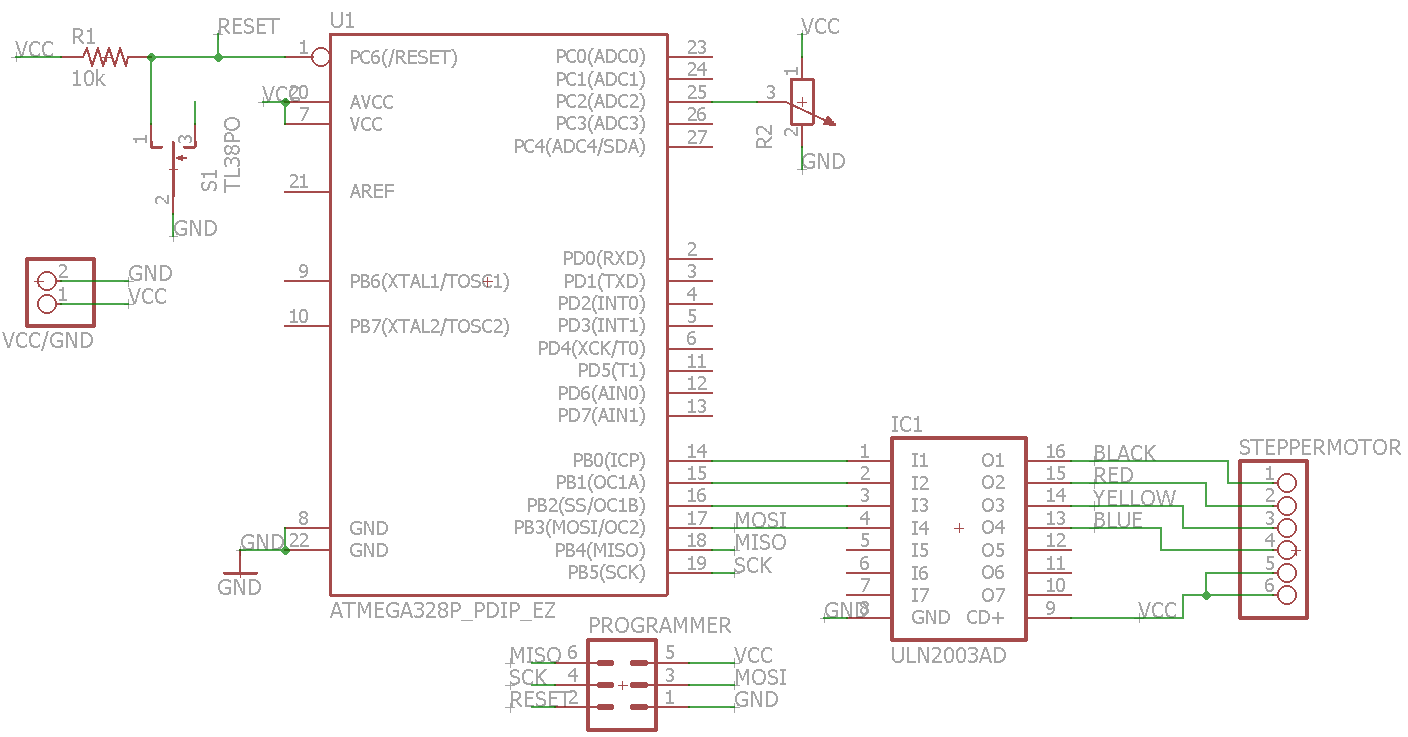 RESET
U1
VCC
R1
10k
1
PC6(/RESET)
VCC
20
AVCC
7
VCC
21
AREF
9
PB6(XTAL1/TOSC1)
10
PB7(XTAL2/TOSC2)
8
GND
GND
22
GND
GND
1
3
2
S1
TL38PO
GND
2
GND
1
VCC
VCC/GND
PC0(ADC0)
23
PC1(ADC1)
24
PC2(ADC2)
25
PC3(ADC3)
26
PC4(ADC4/SDA)
27
PD0(RXD)
2
PD1(TXD)
3
PD2(INT0)
4
PD3(INT1)
5
PD4(XCK/T0)
6
PD5(T1)
11
PD6(AIN0)
12
PD7(AIN1)
13
PB0(ICP)
14
PB1(OC1A)
15
PB2(SS/OC1B)
16
PB3(MOSI/OC2)
17
MOSI
PB4(MISO)
18
MISO
PB5(SCK)
19
SCK
ATMEGA328P_PDIP_EZ
VCC
1
3
2
R2
GND
IC1
1
I1
O1
16
BLACK
2
I2
O2
15
RED
3
I3
O3
14
YELLOW
4
I4
O4
13
BLUE
5
I5
O5
12
6
I6
O6
11
7
I7
O7
10
GND
8
GND
CD+
9
VCC
ULN2003AD
STEPPERMOTOR
1
2
3
4
5
6
PROGRAMMER
MISO
6
5
VCC
SCK
4
3
MOSI
RESET
2
1
GND